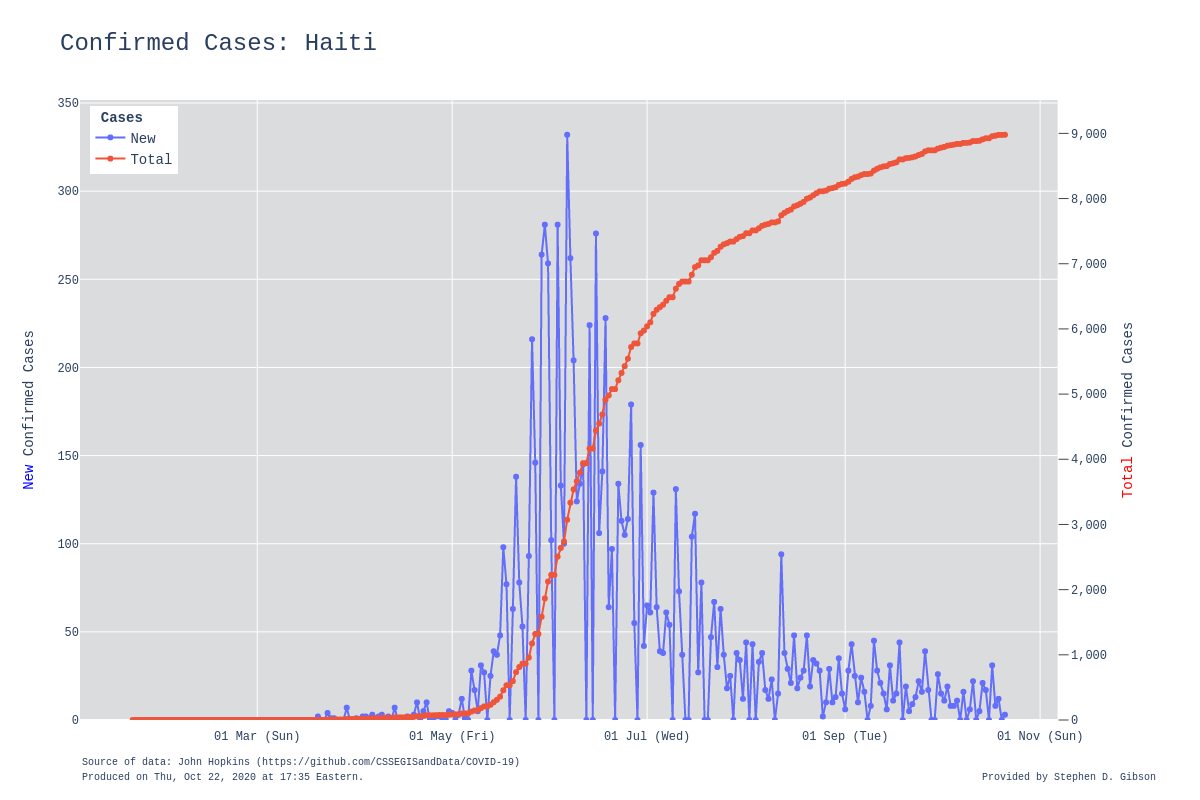 Confirmed Cases: Haiti
Cases
New
Total
350
300
250
200
150
100
50
0
9,000
8,000
7,000
6,000
5,000
4,000
3,000
2,000
1,000
0
New Confirmed Cases
Total Confirmed Cases
01 Mar (Sun)
01 May (Fri)
01 Jul (Wed)
01 Sep (Tue)
01 Nov (Sun)
Source of data: John Hopkins (https://github.com/CSSEGISandData/COVID-19)
Produced on Thu, Oct 22, 2020 at 17:35 Eastern.
Provided by Stephen D. Gibson